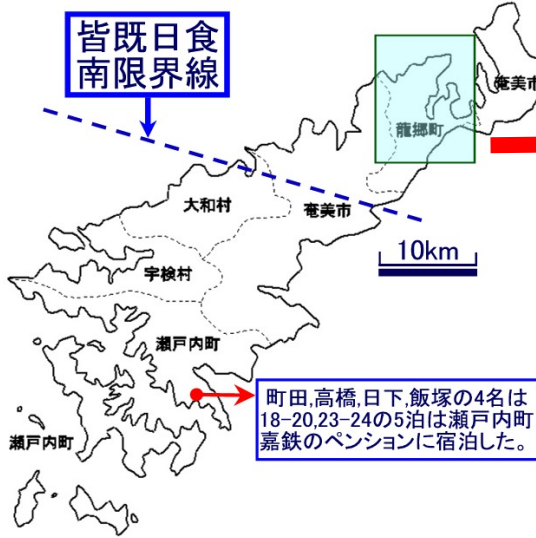 皆既日食
南限界線
奄美市
龍郷町
大和村
奄美市
10km
宇検村
瀬戸内町
瀬戸内町
町田,高橋,日下,飯塚の4名は
18-20,23-24の5泊は瀬戸内町
嘉鉄のペンションに宿泊した。